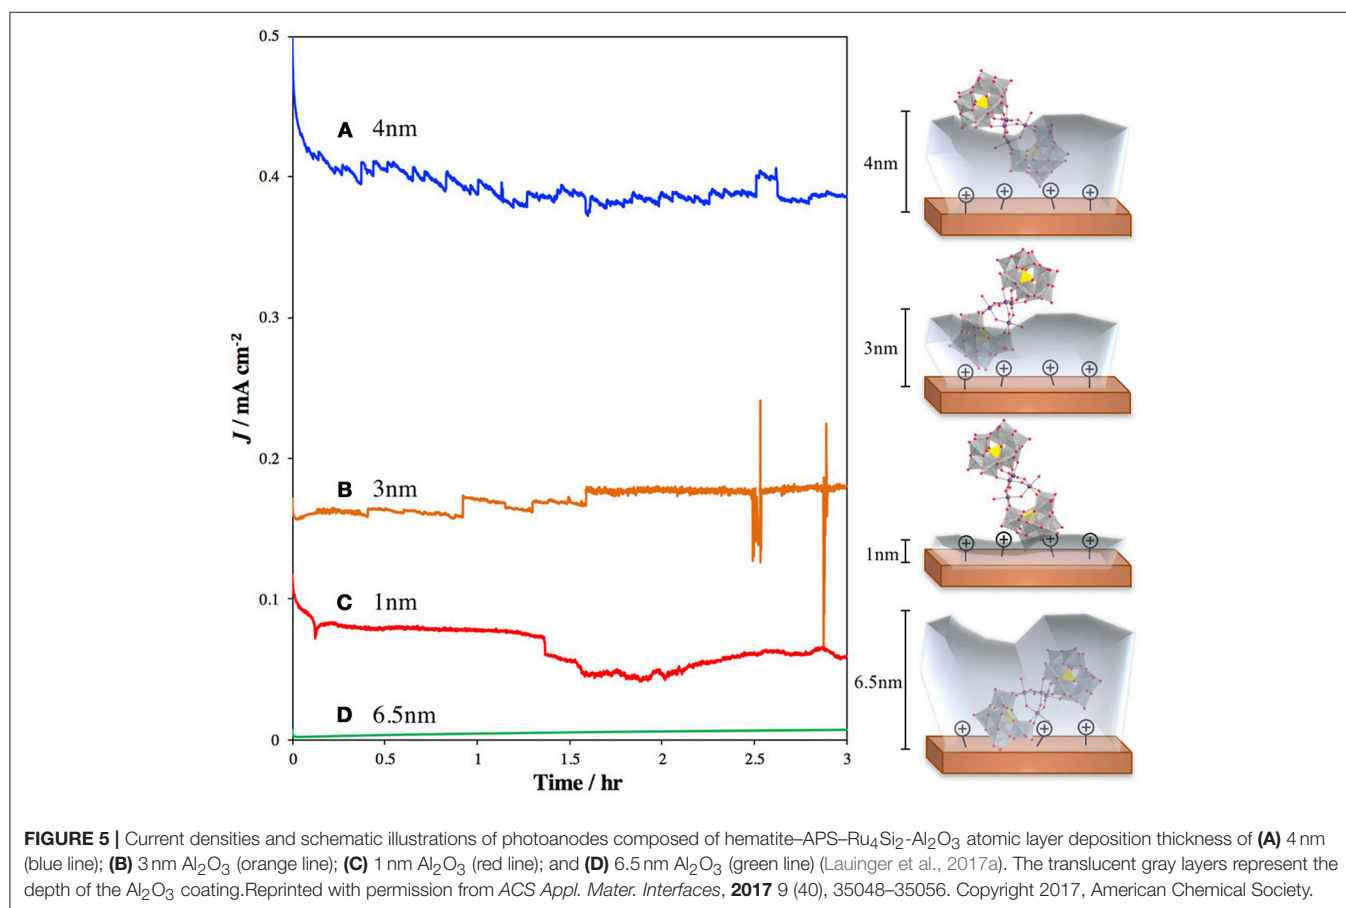 0.5
A 4nm
0.4
4nm
0.3
3nm
J / mA cm-2
0.2
B 3nm
1nm
0.1
C 1nm
6.5nm
D 6.5nm
0
0 0.5 1 1.5 2 2.5 3
Time / hr
FIGURE 5 | Current densities and schematic illustrations of photoanodes composed of hematite–APS–Ru4Si2-Al2O3 atomic layer deposition thickness of (A) 4 nm
(blue line); (B) 3 nm Al2O3 (orange line); (C) 1 nm Al2O3 (red line); and (D) 6.5 nm Al2O3 (green line) (Lauinger et al., 2017a). The translucent gray layers represent the
depth of the Al2O3 coating.Reprinted with permission from ACS Appl. Mater. Interfaces, 2017 9 (40), 35048–35056. Copyright 2017, American Chemical Society.